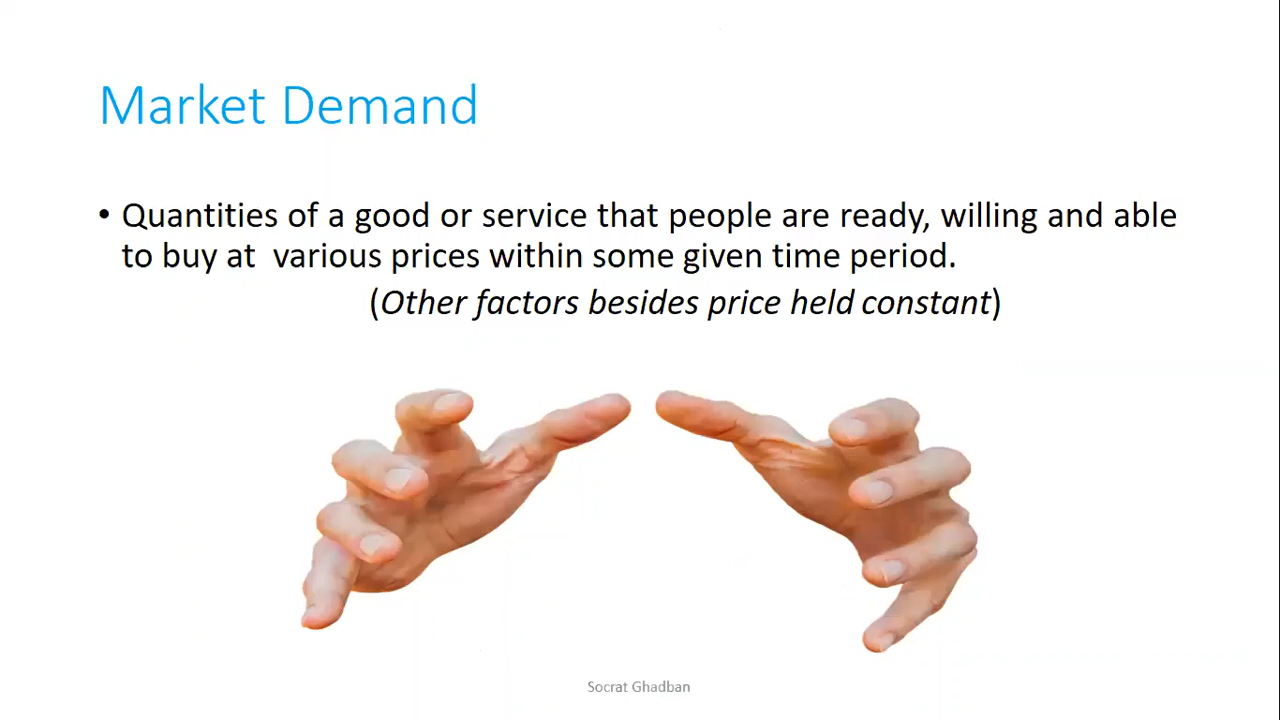 Market Demand
• Quantities of a good or service that people are ready, willing and able
to buy at  various prices within some given time period.
(Other factors besides price held constant)
Socrat Ghadban